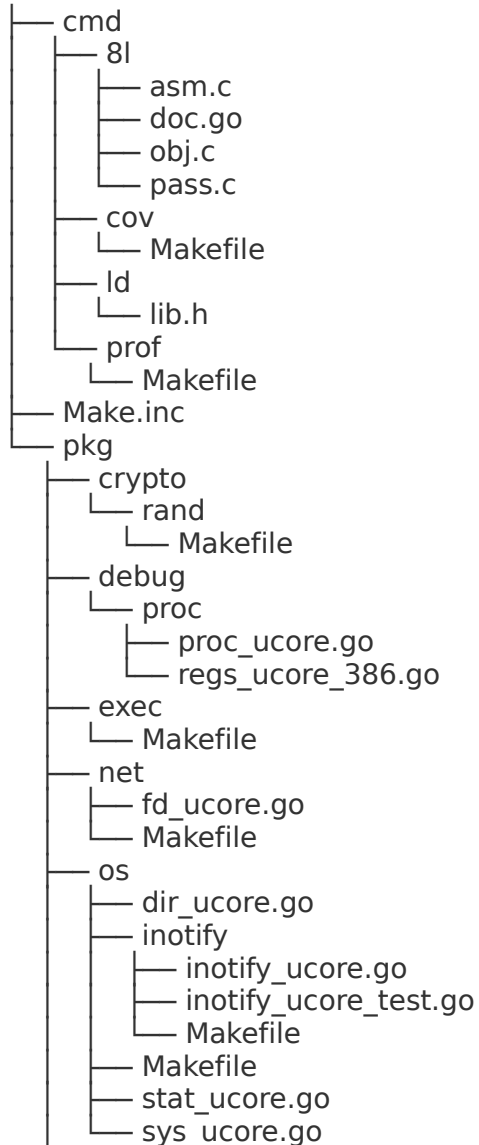 cmd
8l
asm.c
doc.go
obj.c
pass.c
cov
Makefile
ld
lib.h
prof
Makefile
Make.inc
pkg
crypto
rand
Makefile
debug
proc
proc_ucore.go
regs_ucore_386.go
exec
Makefile
net
fd_ucore.go
Makefile
os
dir_ucore.go
inotify
inotify_ucore.go
inotify_ucore_test.go
Makefile
Makefile
stat_ucore.go
sys_ucore.go